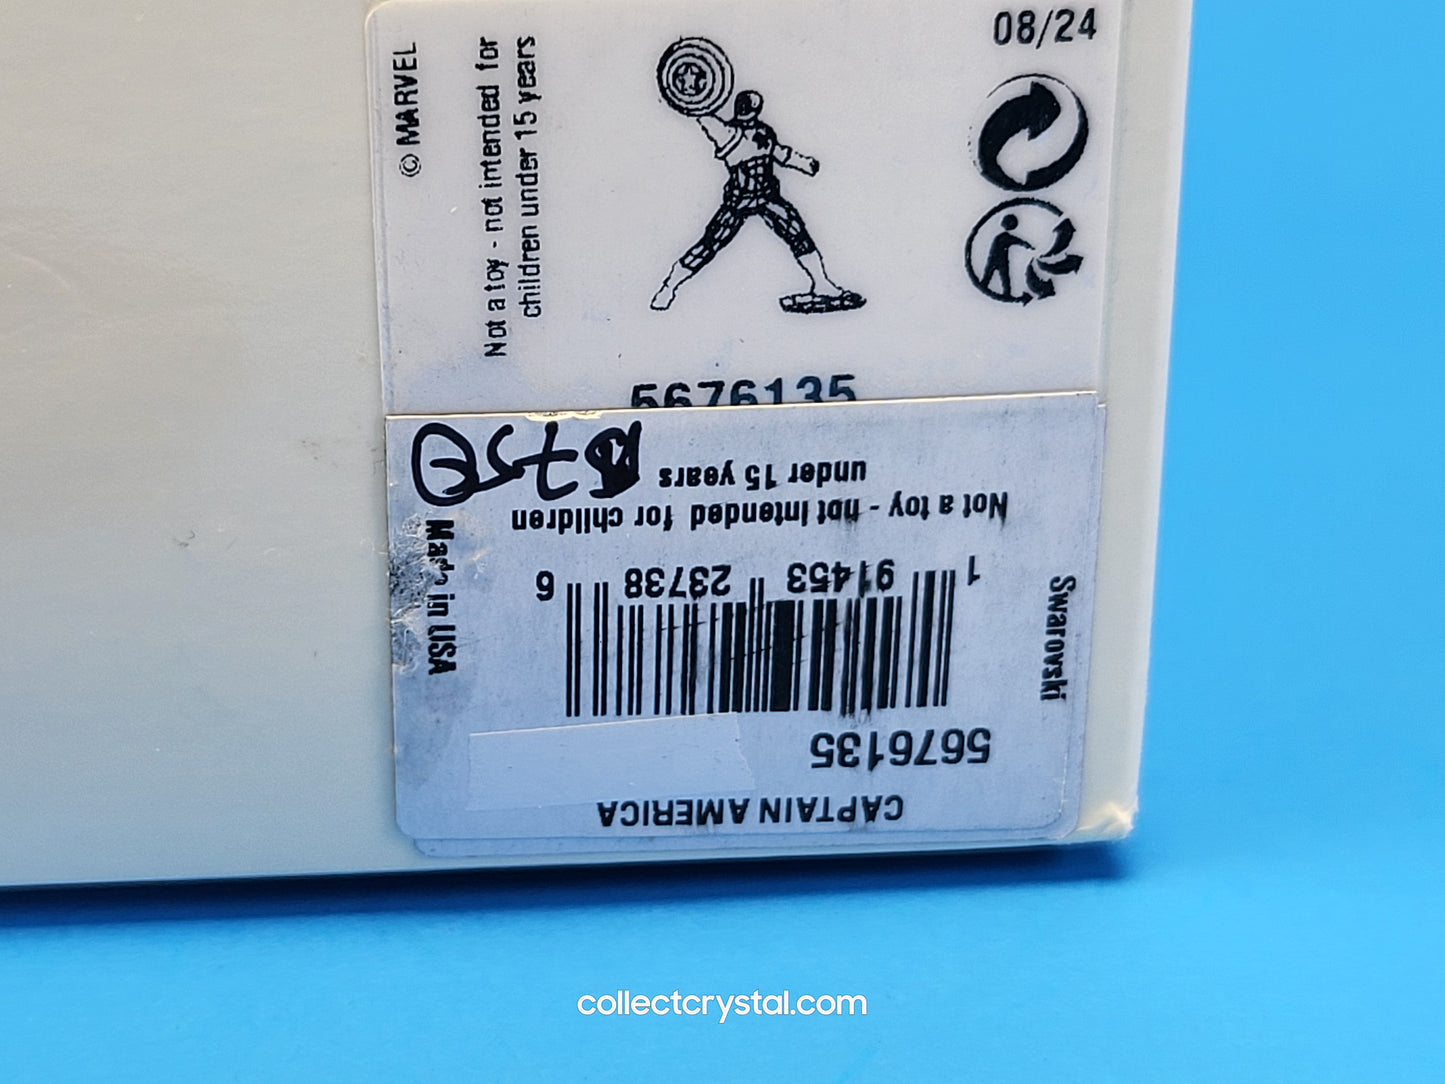 © MARVEL
Not a toy - not intended for
children under 15 years
08/24
5676135
CAPTAIN AMERICA
5676135
Swarovski
1 91453 23738 6
Made in USA
Not a toy - not intended for children
under 15 years
collectcrystal.com